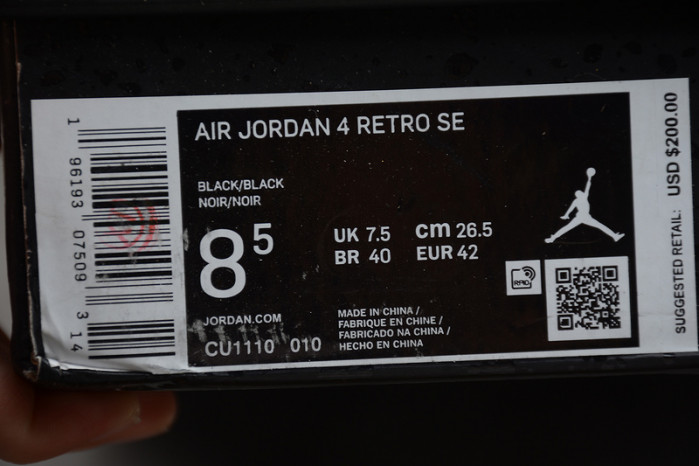 AIR JORDAN 4 RETRO SE
BLACK/BLACK
NOIR/NOIR
8 5
UK 7.5
BR 40
cm 26.5
EUR 42
JORDAN.COM
CU1110 010
MADE IN CHINA /
FABRIQUE EN CHINE /
FABRICADO NA CHINA /
HECHO EN CHINA
RFID
SUGGESTED RETAIL: USD $200.00
1 96193 07509 3 14